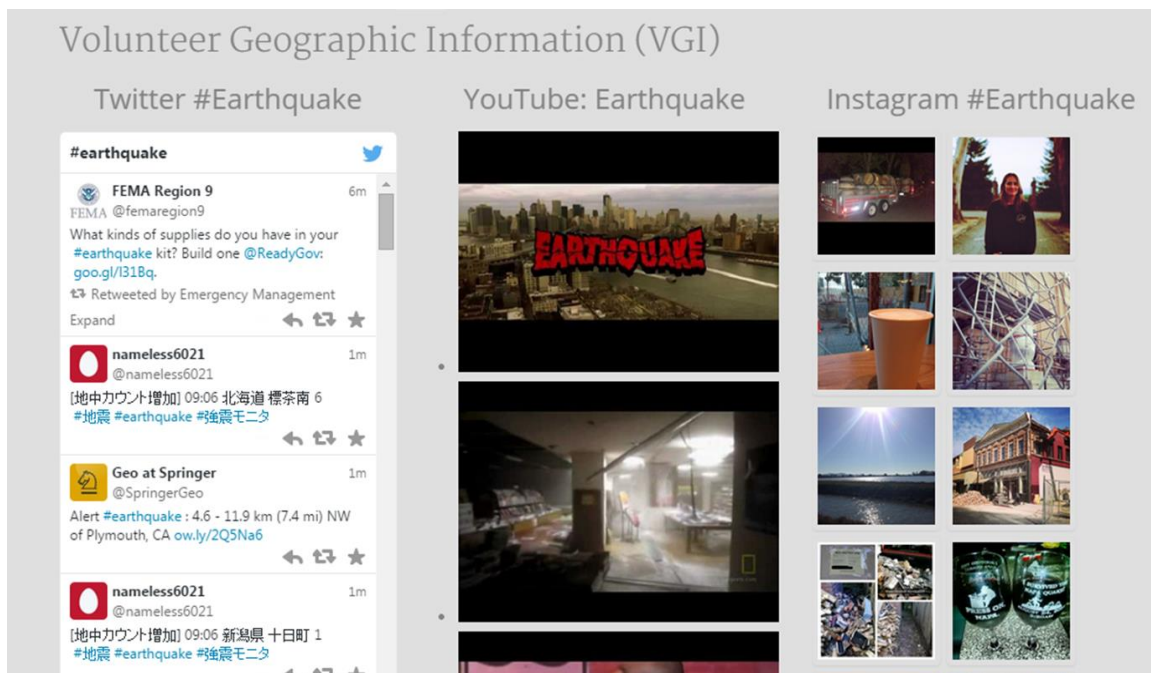 Volunteer Geographic Information (VGI)
Twitter #Earthquake
#earthquake
FEMA Region 9
6m
FEMA @femaregion9
What kinds of supplies do you have in your
#earthquake kit? Build one @ReadyGov:
goo.gl/l31Bq.
Retweeted by Emergency Management
Expand
nameless6021
1m
@nameless6021
[地中カウント増加] 09:06 北海道 標茶南 6
#地震 #earthquake #強震モニタ
Geo at Springer
1m
@SpringerGeo
Alert #earthquake : 4.6 - 11.9 km (7.4 mi) NW
of Plymouth, CA ow.ly/2Q5Na6
nameless6021
1m
@nameless6021
[地中カウント増加] 09:06 新潟県 十日町 1
#地震 #earthquake #強震モニタ
YouTube: Earthquake
EARTHQUAKE
Instagram #Earthquake
PRESS ON,
NAPA.
I SURVIVED THE